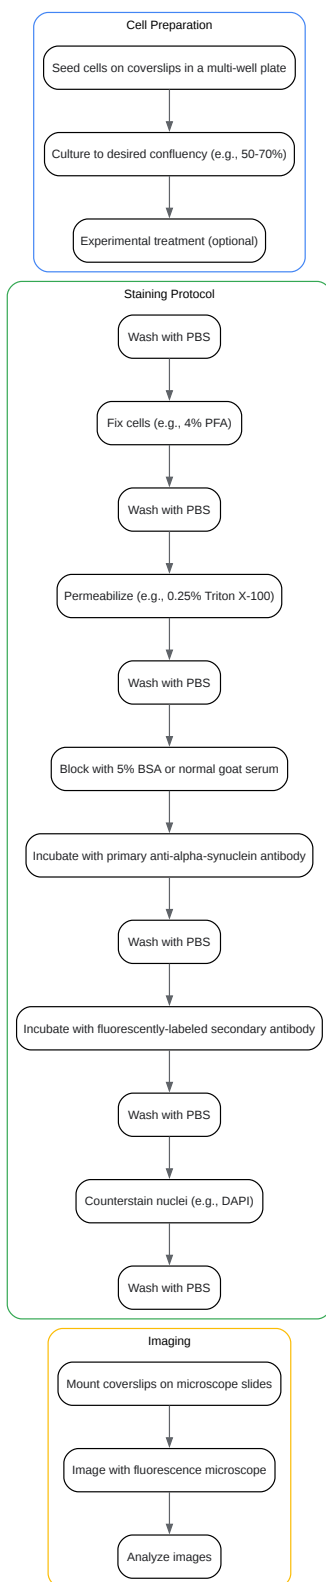 Cell Preparation
Seed cells on coverslips in a multi-well plate
Culture to desired confluency (e.g., 50-70%)
Experimental treatment (optional)
Staining Protocol
Wash with PBS
Fix cells (e.g., 4% PFA)
Wash with PBS
Permeabilize (e.g., 0.25% Triton X-100)
Wash with PBS
Block with 5% BSA or normal goat serum
Incubate with primary anti-alpha-synuclein antibody
Wash with PBS
Incubate with fluorescently-labeled secondary antibody
Wash with PBS
Counterstain nuclei (e.g., DAPI)
Wash with PBS
Imaging
Mount coverslips on microscope slides
Image with fluorescence microscope
Analyze images